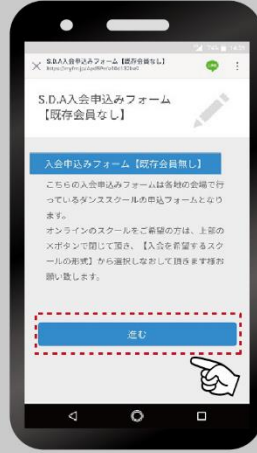 S.D.A入会申込みフォーム【既存会員なし】
S.D.A入会申込みフォーム
【既存会員なし】
入会申込みフォーム【既存会員無し】
こちらの入会申込みフォームは各地の会場で行
っているダンススクールの申込フォームとなり
ます。
オンラインのスクールをご希望の方は、上部の
×ボタンで閉じて頂き、【入会を希望するスク
ールの形式】から選択しなおして頂きます様お
願い致します。
進む